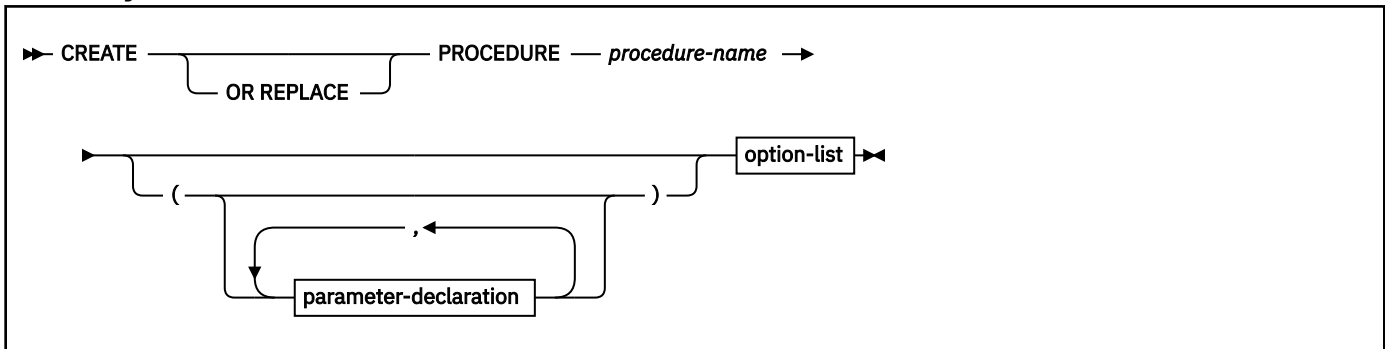 CREATE PROCEDURE procedure-name
OR REPLACE
option-list
( )
,
parameter-declaration